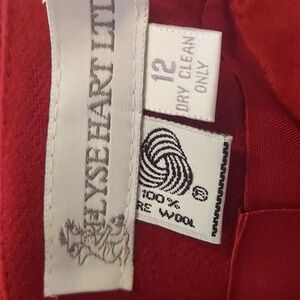 ELYSE HART LTD
12
DRY CLEAN
ONLY
100%
RE WOOL